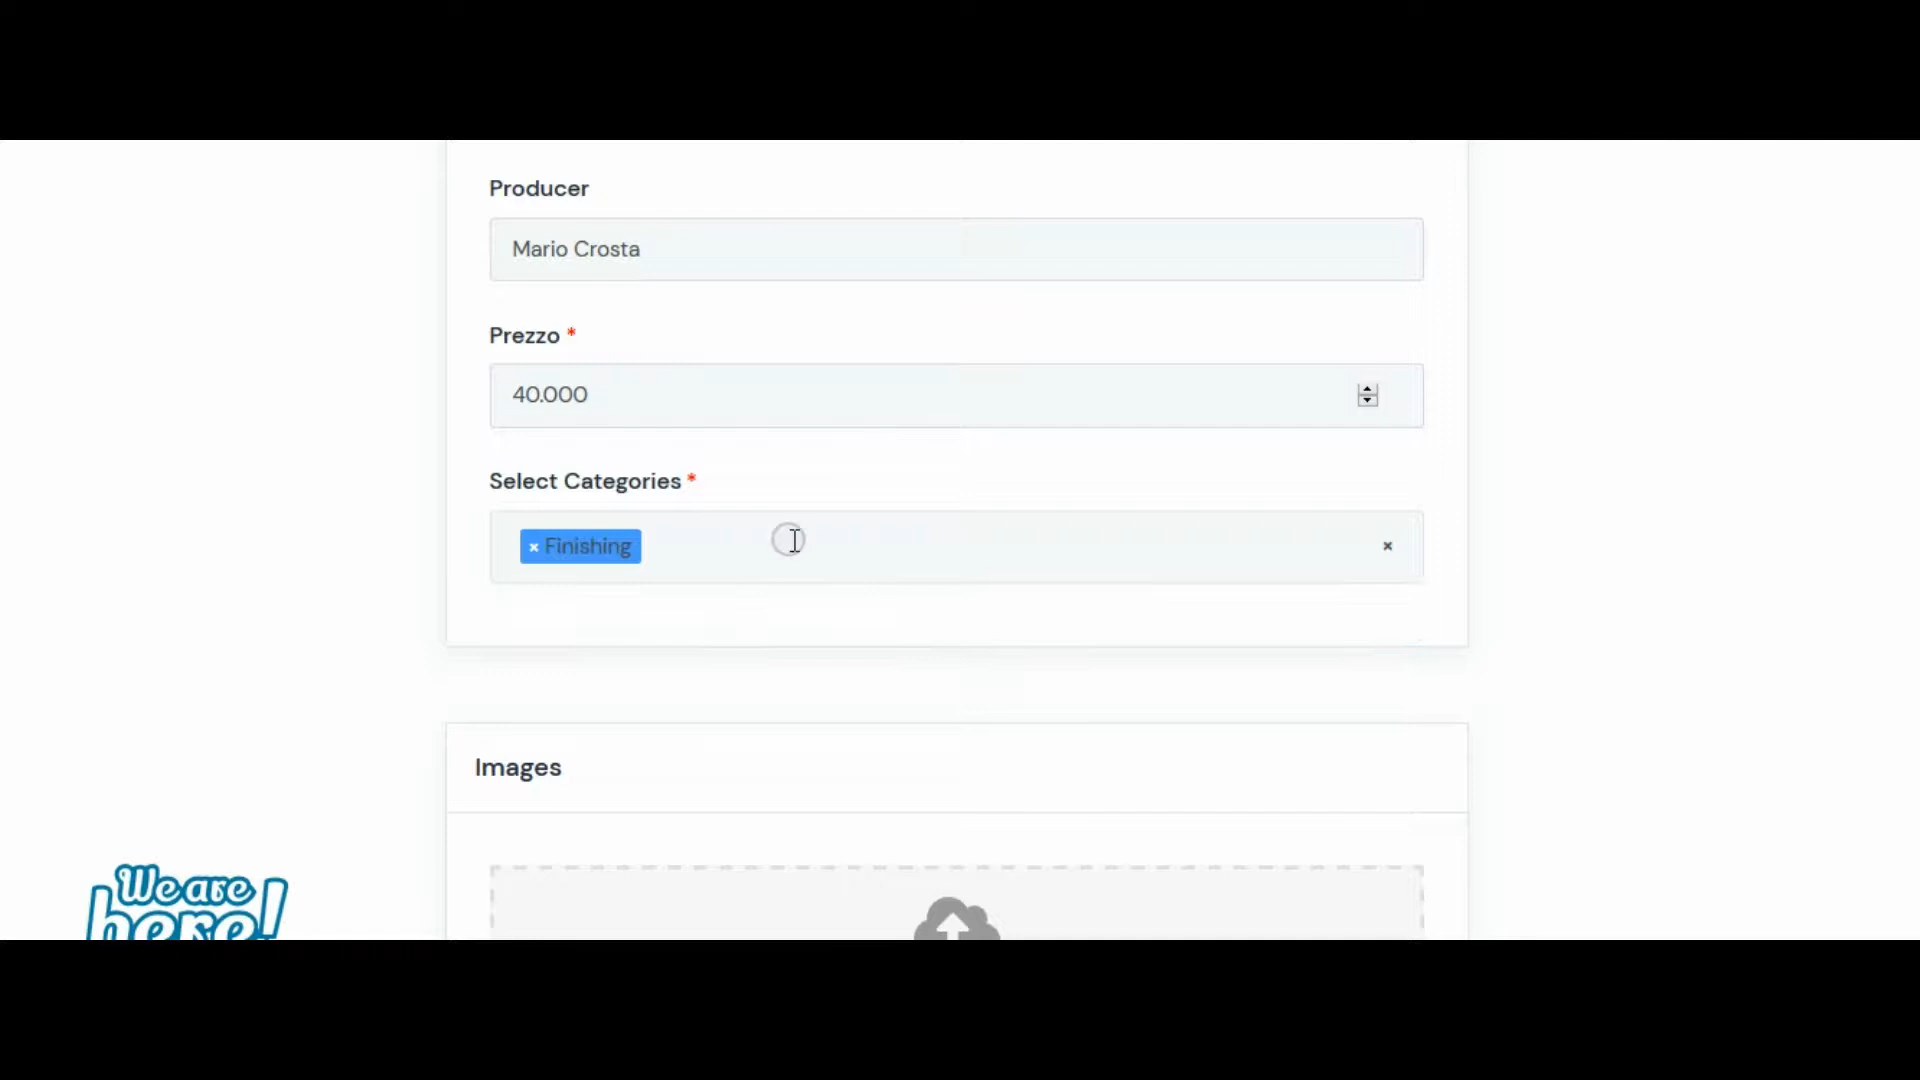 Producer
Mario Crosta
Prezzo *
40.000
Select Categories *
× Finishing ×
Images
We are
here!